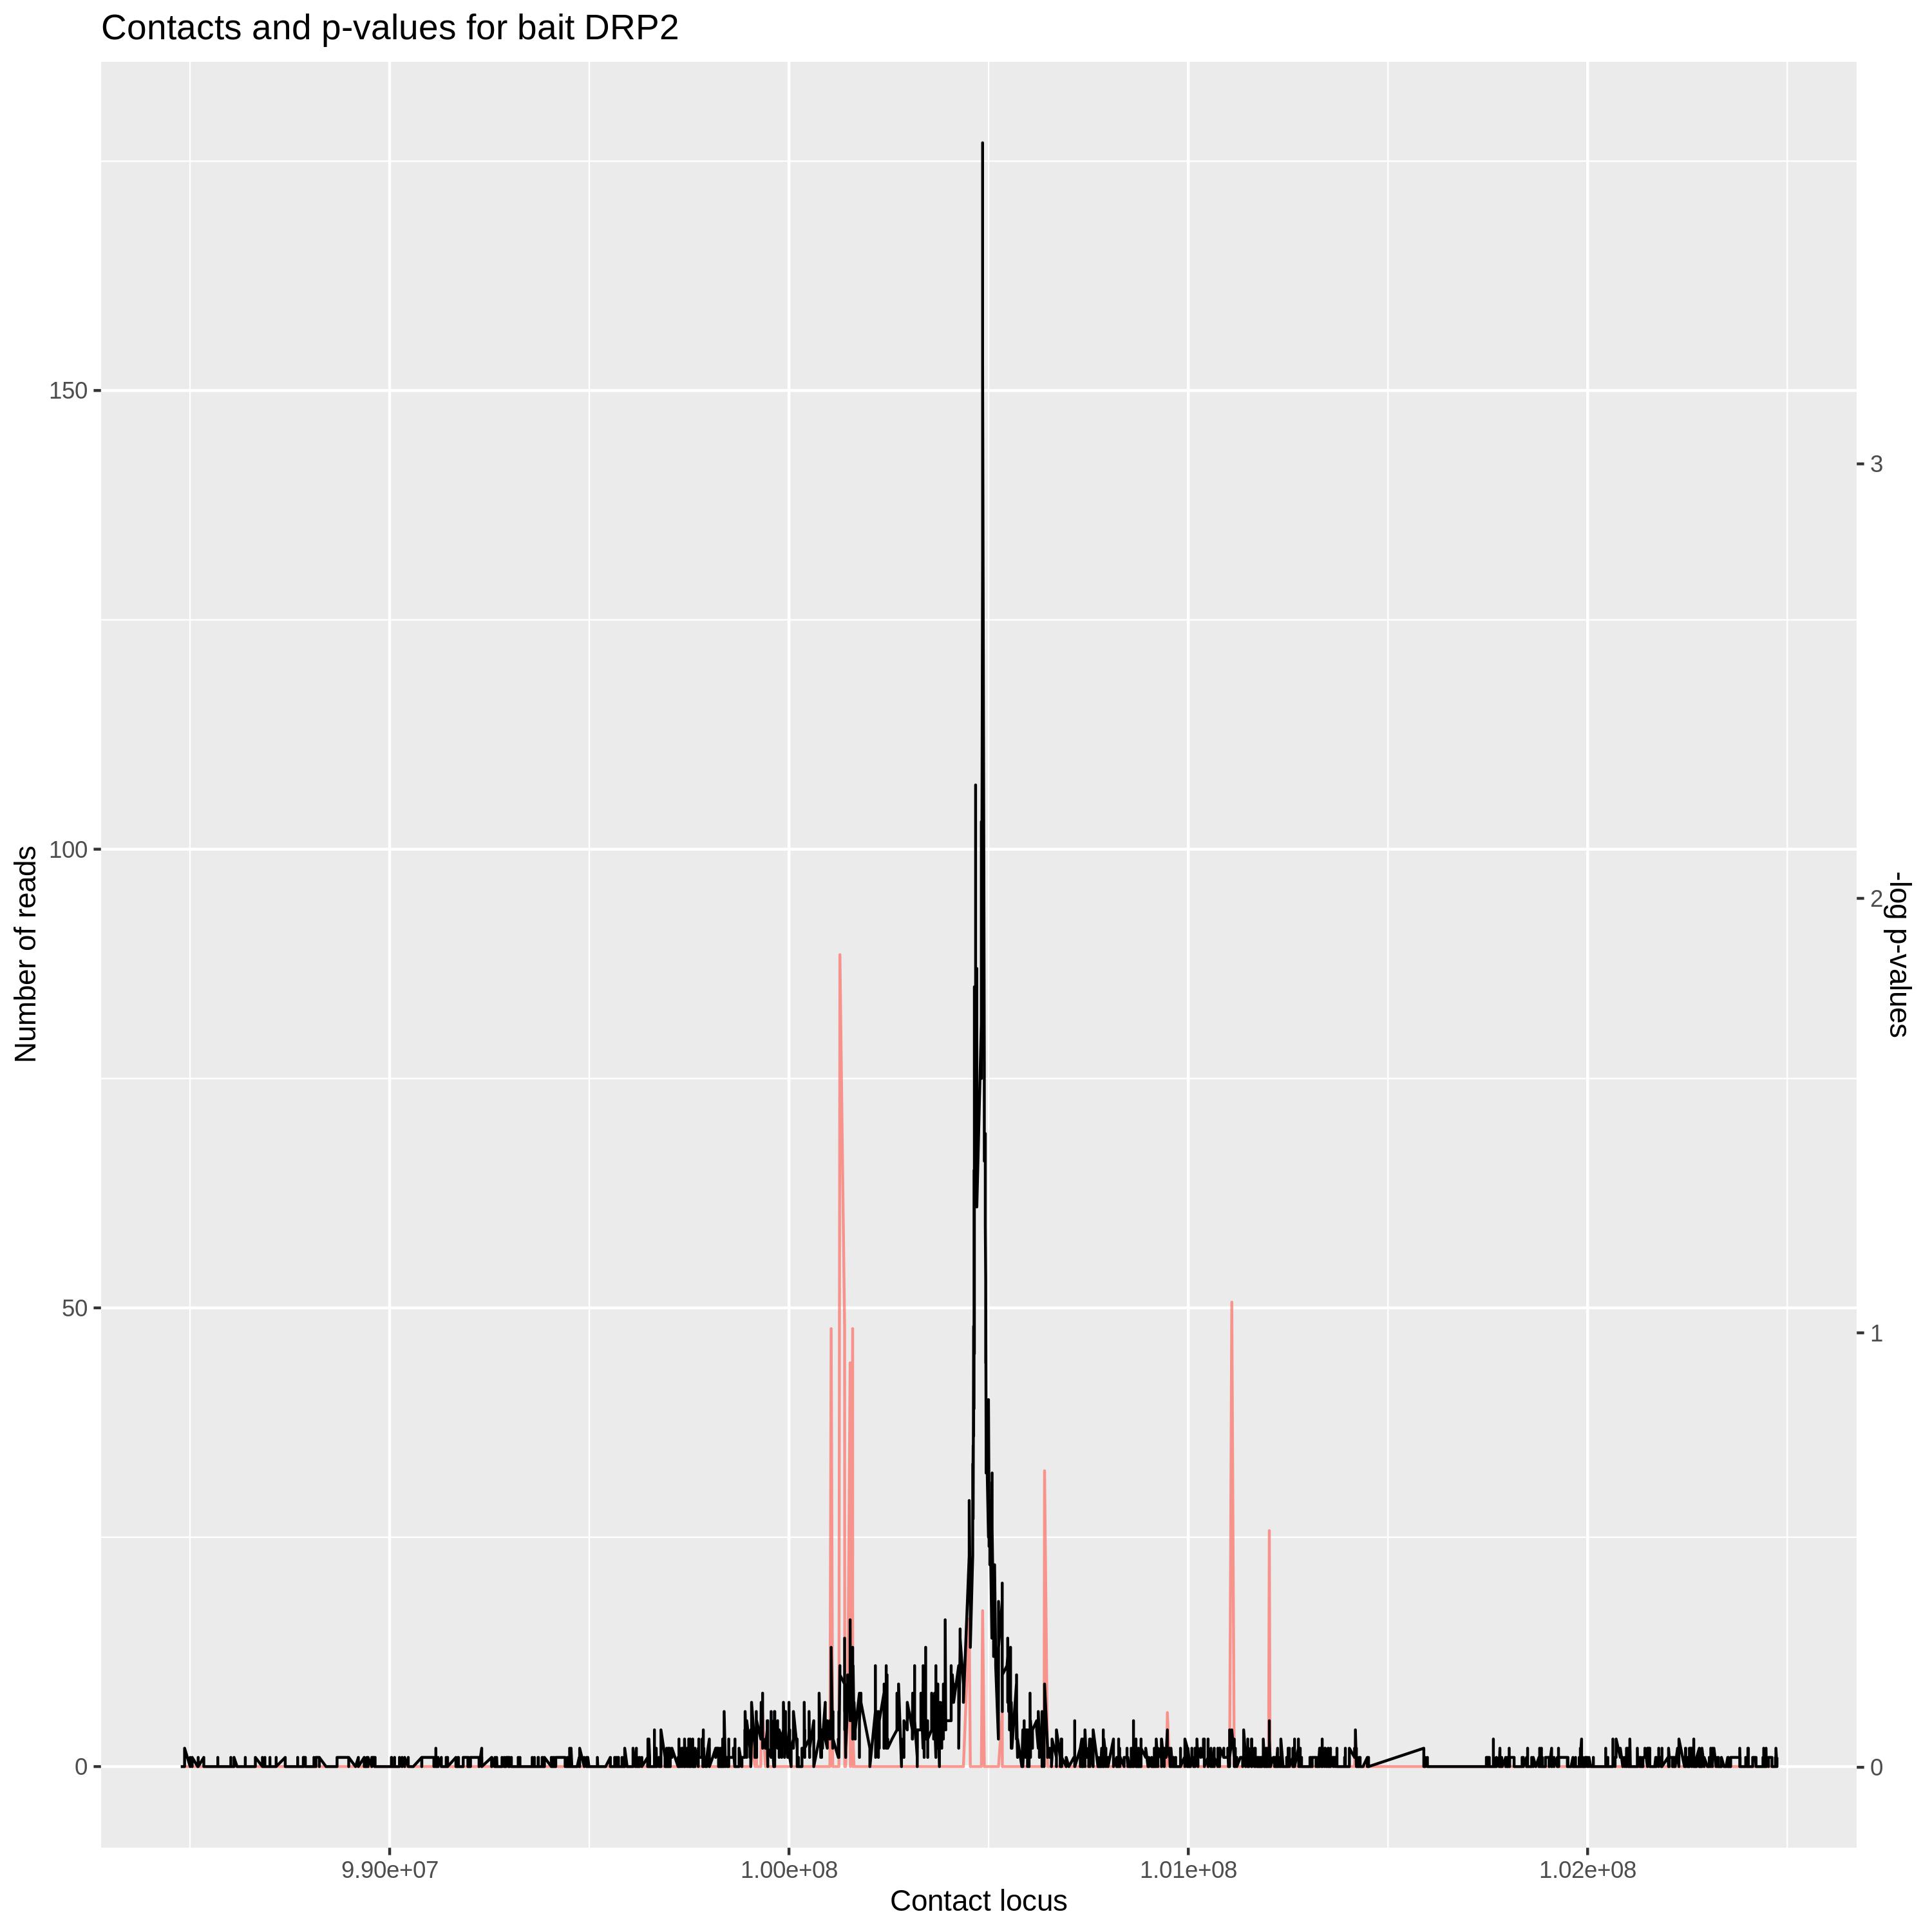 Contacts and p-values for bait DRP2
150
100
50
0
Number of reads
3
2
1
0
-log p-values
9.90e+07
1.00e+08
1.01e+08
1.02e+08
Contact locus